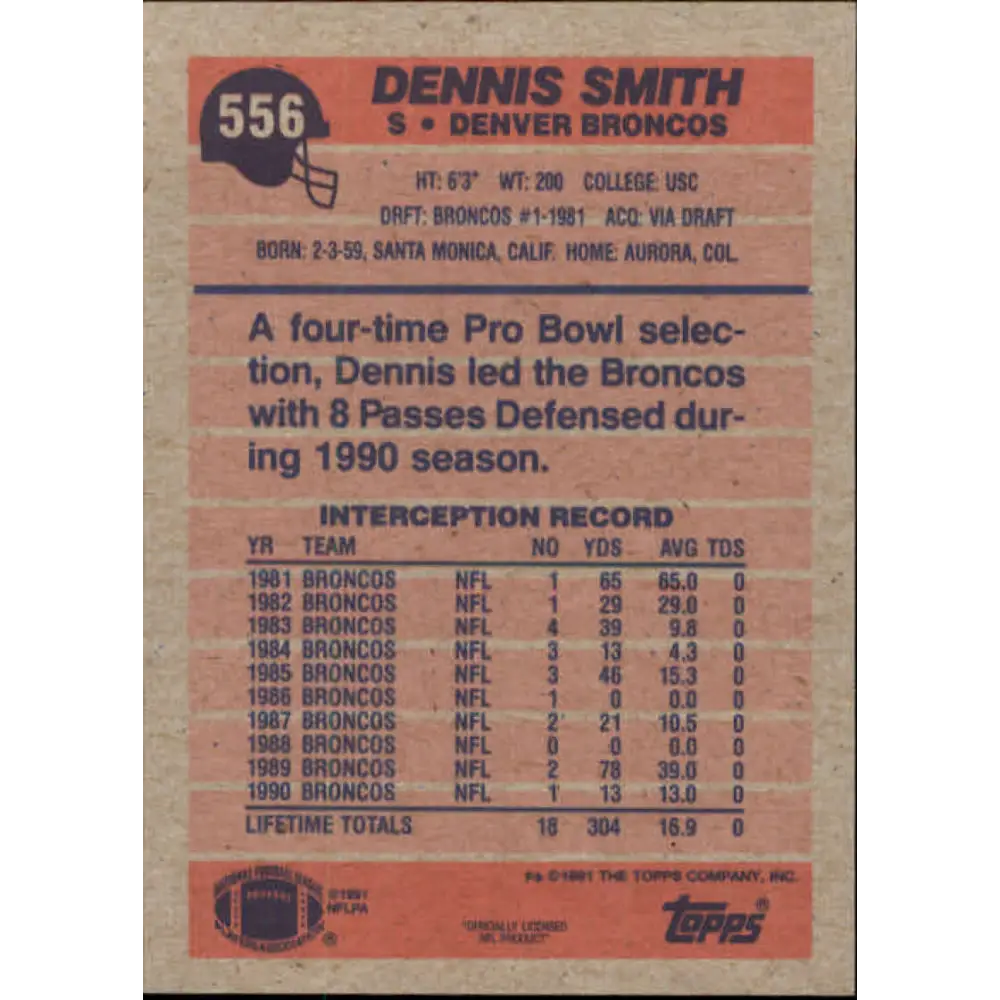 556
DENNIS SMITH
S • DENVER BRONCOS
HT: 6'3" WT: 200 COLLEGE: USC
DRFT: BRONCOS #1-1981 ACQ: VIA DRAFT
BORN: 2-3-59, SANTA MONICA, CALIF. HOME: AURORA, COL.
A four-time Pro Bowl selec-
tion, Dennis led the Broncos
with 8 Passes Defensed dur-
ing 1990 season.
INTERCEPTION RECORD
YR TEAM NO YDS AVG TDS
1981 BRONCOS NFL 1 65 65.0 0
1982 BRONCOS NFL 1 29 29.0 0
1983 BRONCOS NFL 4 39 9.8 0
1984 BRONCOS NFL 3 13 4.3 0
1985 BRONCOS NFL 3 46 15.3 0
1986 BRONCOS NFL 1 0 0.0 0
1987 BRONCOS NFL 2 21 10.5 0
1988 BRONCOS NFL 0 0 0.0 0
1989 BRONCOS NFL 2 78 39.0 0
1990 BRONCOS NFL 1 13 13.0 0
LIFETIME TOTALS 18 304 16.9 0
©1991 THE TOPPS COMPANY, INC.
NATIONAL FOOTBALL LEAGUE
PLAYERS
PLAYERS ASSOCIATION ®
©1991
NFLPA
"OFFICIALLY LICENSED
NFL PRODUCT"
Topps®